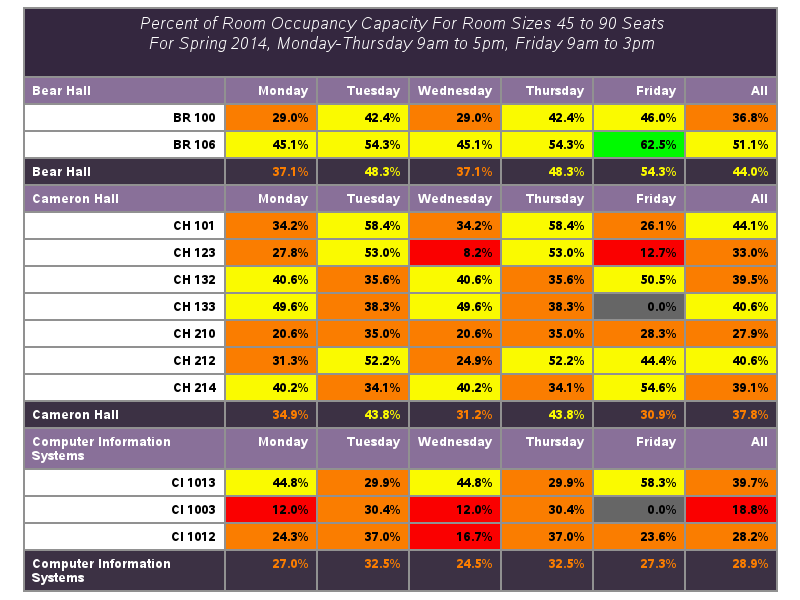 Percent of Room Occupancy Capacity For Room Sizes 45 to 90 Seats
For Spring 2014, Monday-Thursday 9am to 5pm, Friday 9am to 3pm
Bear Hall Monday Tuesday Wednesday Thursday Friday All
BR 100 29.0% 42.4% 29.0% 42.4% 46.0% 36.8%
BR 106 45.1% 54.3% 45.1% 54.3% 62.5% 51.1%
Bear Hall 37.1% 48.3% 37.1% 48.3% 54.3% 44.0%
Cameron Hall Monday Tuesday Wednesday Thursday Friday All
CH 101 34.2% 58.4% 34.2% 58.4% 26.1% 44.1%
CH 123 27.8% 53.0% 8.2% 53.0% 12.7% 33.0%
CH 132 40.6% 35.6% 40.6% 35.6% 50.5% 39.5%
CH 133 49.6% 38.3% 49.6% 38.3% 0.0% 40.6%
CH 210 20.6% 35.0% 20.6% 35.0% 28.3% 27.9%
CH 212 31.3% 52.2% 24.9% 52.2% 44.4% 40.6%
CH 214 40.2% 34.1% 40.2% 34.1% 54.6% 39.1%
Cameron Hall 34.9% 43.8% 31.2% 43.8% 30.9% 37.8%
Computer Information Monday Tuesday Wednesday Thursday Friday All
Systems
CI 1013 44.8% 29.9% 44.8% 29.9% 58.3% 39.7%
CI 1003 12.0% 30.4% 12.0% 30.4% 0.0% 18.8%
CI 1012 24.3% 37.0% 16.7% 37.0% 23.6% 28.2%
Computer Information 27.0% 32.5% 24.5% 32.5% 27.3% 28.9%
Systems